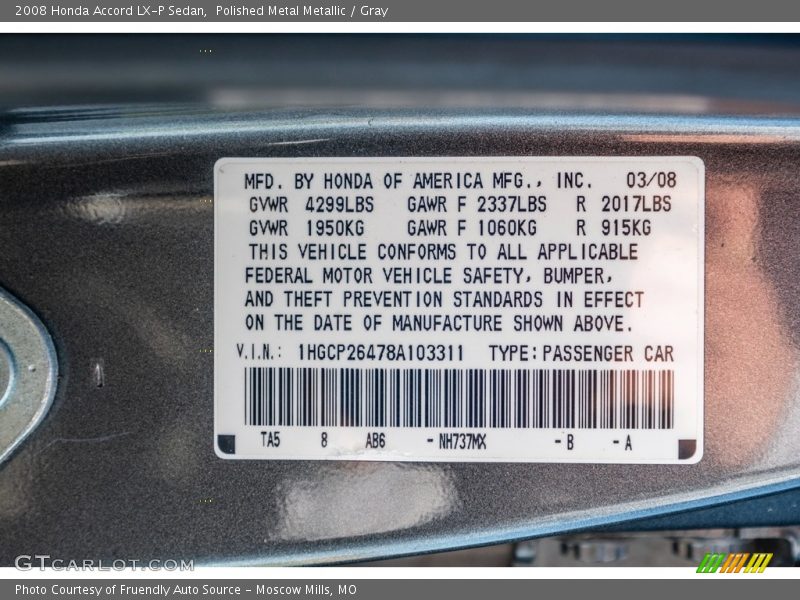 2008 Honda Accord LX-P Sedan, Polished Metal Metallic / Gray
MFD. BY HONDA OF AMERICA MFG., INC. 03/08
GVWR 4299LBS GAWR F 2337LBS R 2017LBS
GVWR 1950KG GAWR F 1060KG R 915KG
THIS VEHICLE CONFORMS TO ALL APPLICABLE
FEDERAL MOTOR VEHICLE SAFETY, BUMPER,
AND THEFT PREVENTION STANDARDS IN EFFECT
ON THE DATE OF MANUFACTURE SHOWN ABOVE.
V.I.N.: 1HGCP26478A103311 TYPE:PASSENGER CAR
TA5 8 AB6 -NH737MX -B -A
GTCARLOT.COM
Photo Courtesy of Fruendly Auto Source - Moscow Mills, MO